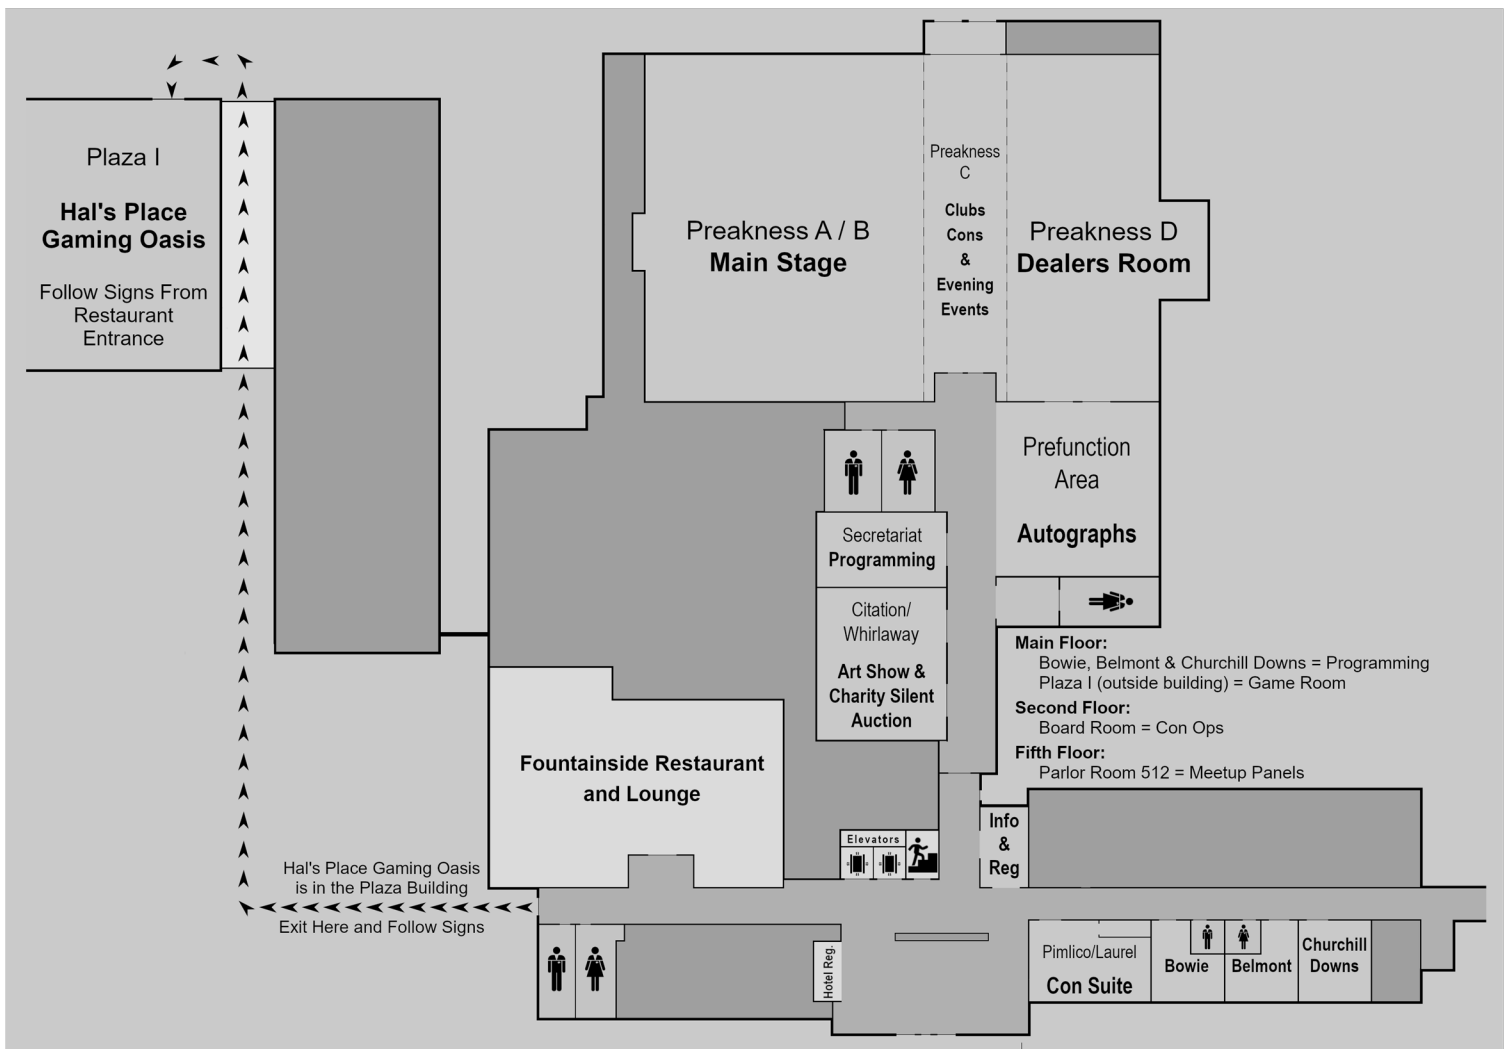 Plaza I
Hal's Place
Gaming Oasis
Follow Signs From
Restaurant
Entrance
Preakness A / B
Main Stage
Preakness
C
Clubs
Cons
&
Evening
Events
Preakness D
Dealers Room
Prefunction
Area
Autographs
Secretariat
Programming
Citation/
Whirlaway
Art Show &
Charity Silent
Auction
Main Floor:
Bowie, Belmont & Churchill Downs = Programming
Plaza I (outside building) = Game Room
Second Floor:
Board Room = Con Ops
Fifth Floor:
Parlor Room 512 = Meetup Panels
Fountainside Restaurant
and Lounge
Elevators
Info
&
Reg
Hal's Place Gaming Oasis
is in the Plaza Building
Exit Here and Follow Signs
Hotel Reg.
Pimlico/Laurel
Con Suite
Bowie
Belmont
Churchill
Downs